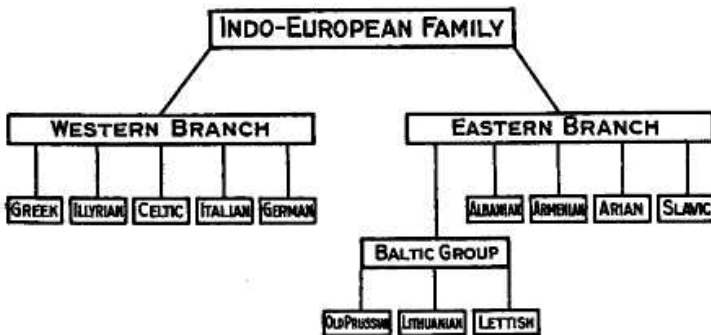 INDO-EUROPEAN FAMILY
WESTERN BRANCH
EASTERN BRANCH
GREEK
ILLYRIAN
CELTIC
ITALIAN
GERMAN
ALBANIAN
ARMENIAN
ARIAN
SLAVIC
BALTIC GROUP
OLD PRUSSIAN
LITHUANIAN
LETTISH